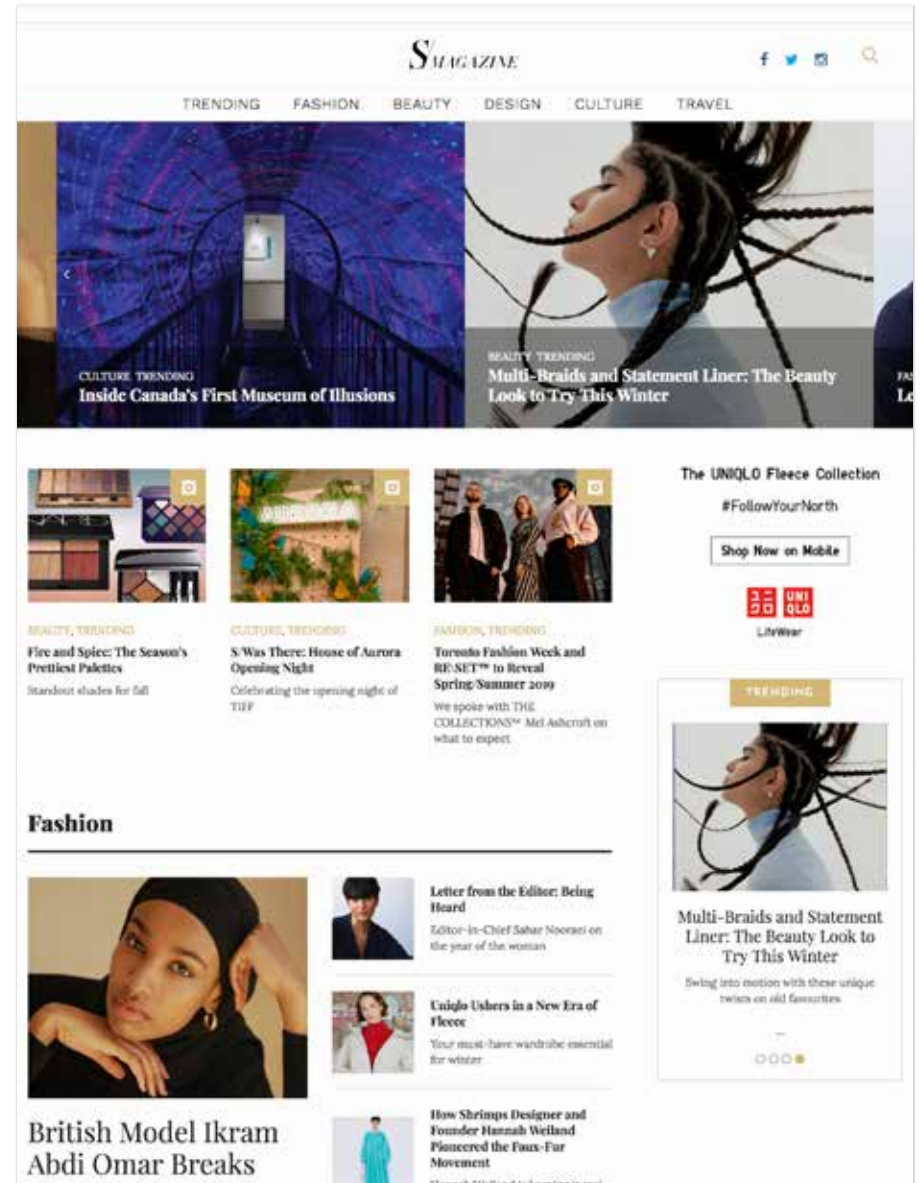 S/MAGAZINE
TRENDING FASHION BEAUTY DESIGN CULTURE TRAVEL
CULTURE TRENDING
Inside Canada's First Museum of Illusions
BEAUTY TRENDING
Multi-Braids and Statement Liner: The Beauty
Look to Try This Winter
BEAUTY, TRENDING
Fire and Spice: The Season's
Prettiest Palettes
Standout shades for fall
CULTURE, TRENDING
S/Was There: House of Aurora
Opening Night
Celebrating the opening night of
TIFF
FASHION, TRENDING
Toronto Fashion Week and
RE\SET™ to Reveal
Spring/Summer 2019
We spoke with THE
COLLECTIONS™ Mel Ashcroft on
what to expect
The UNIQLO Fleece Collection
#FollowYourNorth
Shop Now on Mobile
ユニ UNI
クロ QLO
LifeWear
TRENDING
Multi-Braids and Statement
Liner: The Beauty Look to
Try This Winter
Swing into motion with these unique
twists on old favourites
...
Fashion
British Model Ikram
Abdi Omar Breaks
Letter from the Editor: Being
Heard
Editor-in-Chief Sahar Nooraei on
the year of the woman
Uniqlo Ushers in a New Era of
Fleece
Your must-have wardrobe essential
for winter
How Shrimps Designer and
Founder Hannah Weiland
Pioneered the Faux-Fur
Movement